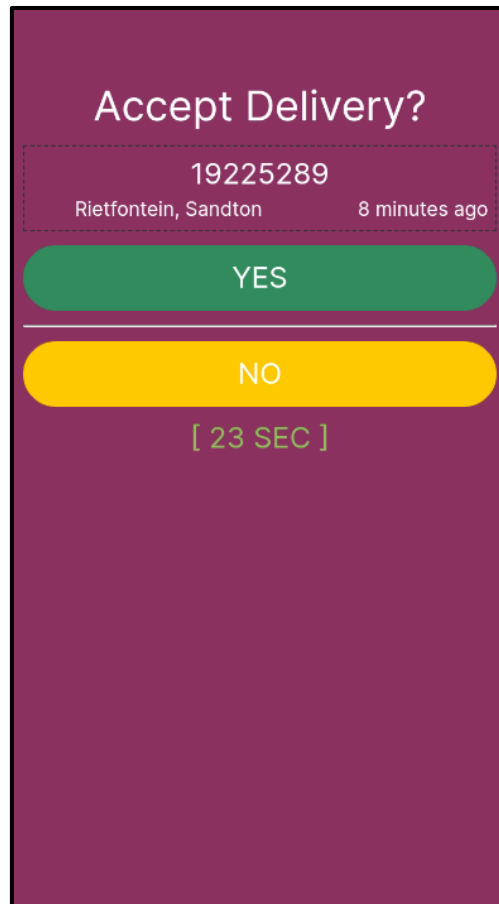 Accept Delivery?
19225289
Rietfontein, Sandton 8 minutes ago
YES
NO
[ 23 SEC ]